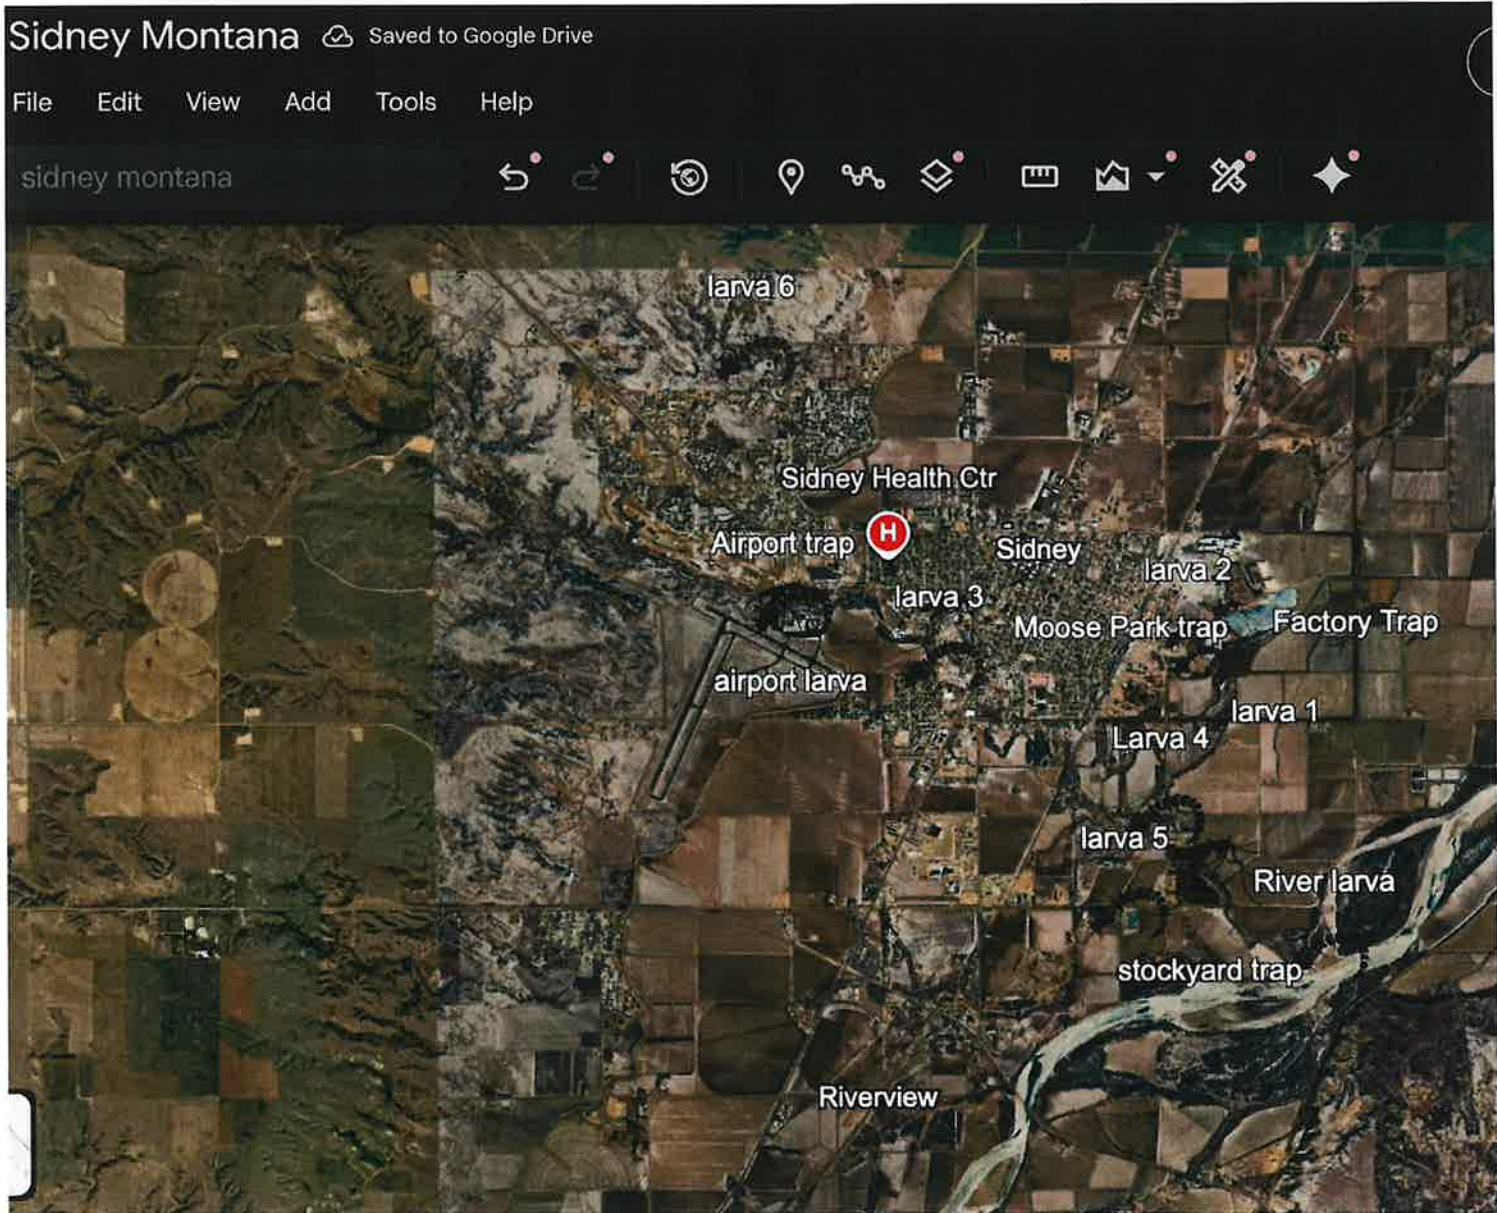 Sidney Montana Saved to Google Drive
File Edit View Add Tools Help
sidney montana
larva 6
Sidney Health Ctr
H
Airport trap
Sidney
larva 2
larva 3
Moose Park trap
Factory Trap
airport larva
larva 1
Larva 4
larva 5
River larva
stockyard trap
Riverview